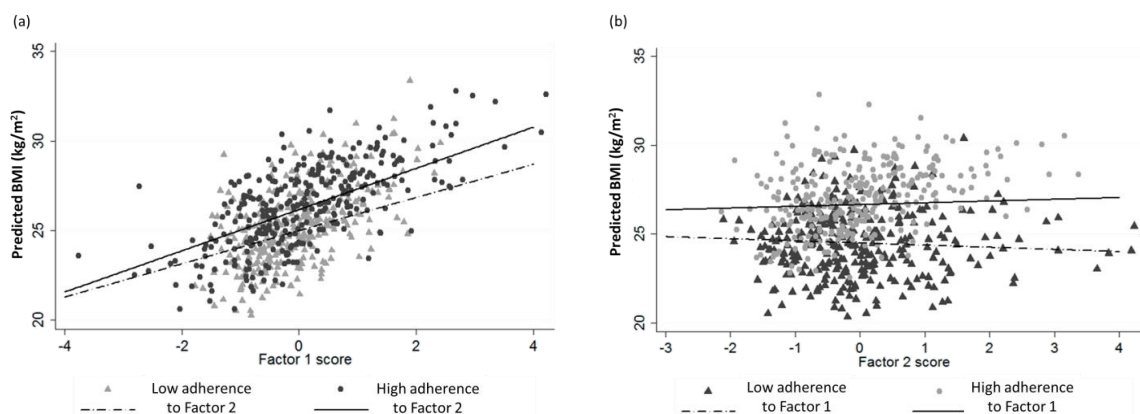 (a)
Predicted BMI (kg/m²)
35
30
25
20
-4
-2
0
2
4
Factor 1 score
Low adherence
to Factor 2
High adherence
to Factor 2
(b)
Predicted BMI (kg/m²)
35
30
25
20
-3
-2
-1
0
1
2
3
4
Factor 2 score
Low adherence
to Factor 1
High adherence
to Factor 1